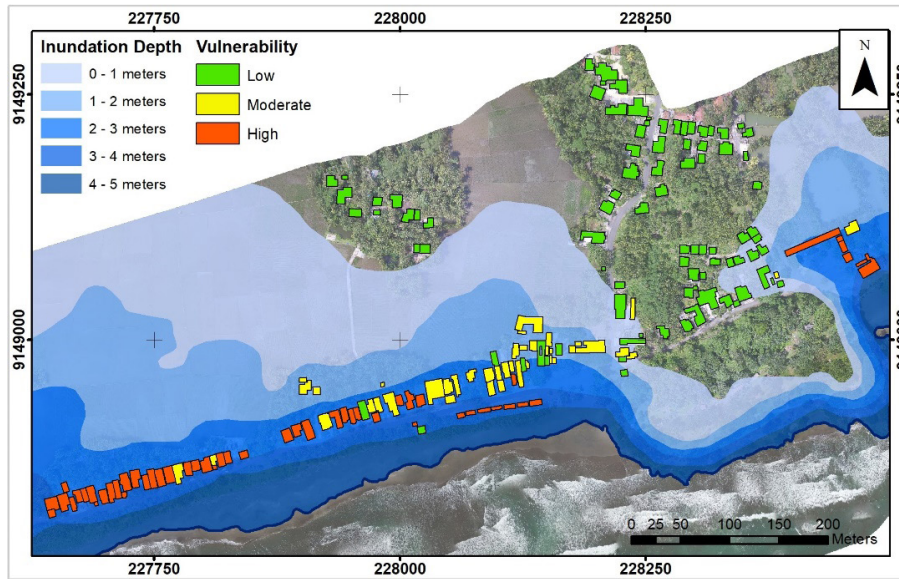 227750 228000 228250
Inundation Depth
0 - 1 meters
1 - 2 meters
2 - 3 meters
3 - 4 meters
4 - 5 meters
Vulnerability
Low
Moderate
High
N
9149250
9149000
9149000
0 25 50 100 150 200
Meters
227750 228000 228250